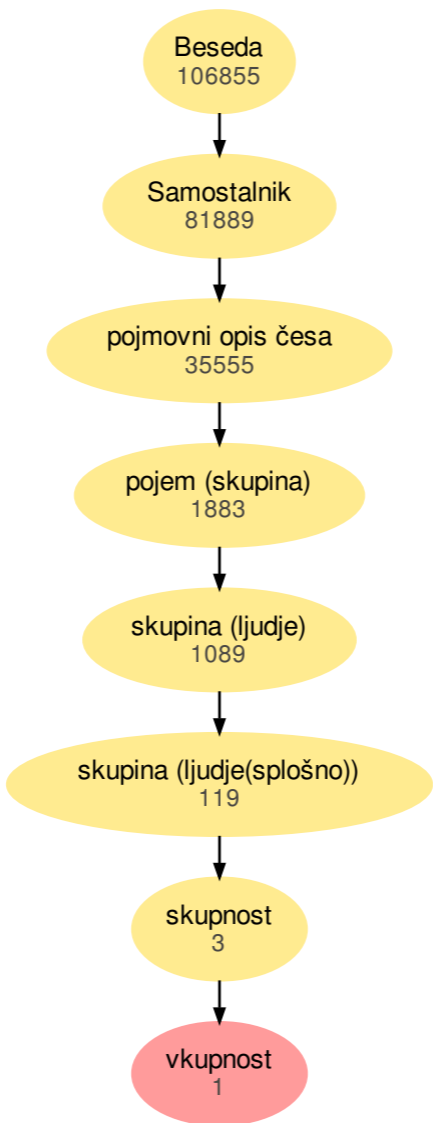 Beseda
106855
Samostalnik
81889
pojmovni opis česa
35555
pojem (skupina)
1883
skupina (ljudje)
1089
skupina (ljudje(splošno))
119
skupnost
3
vkupnost
1